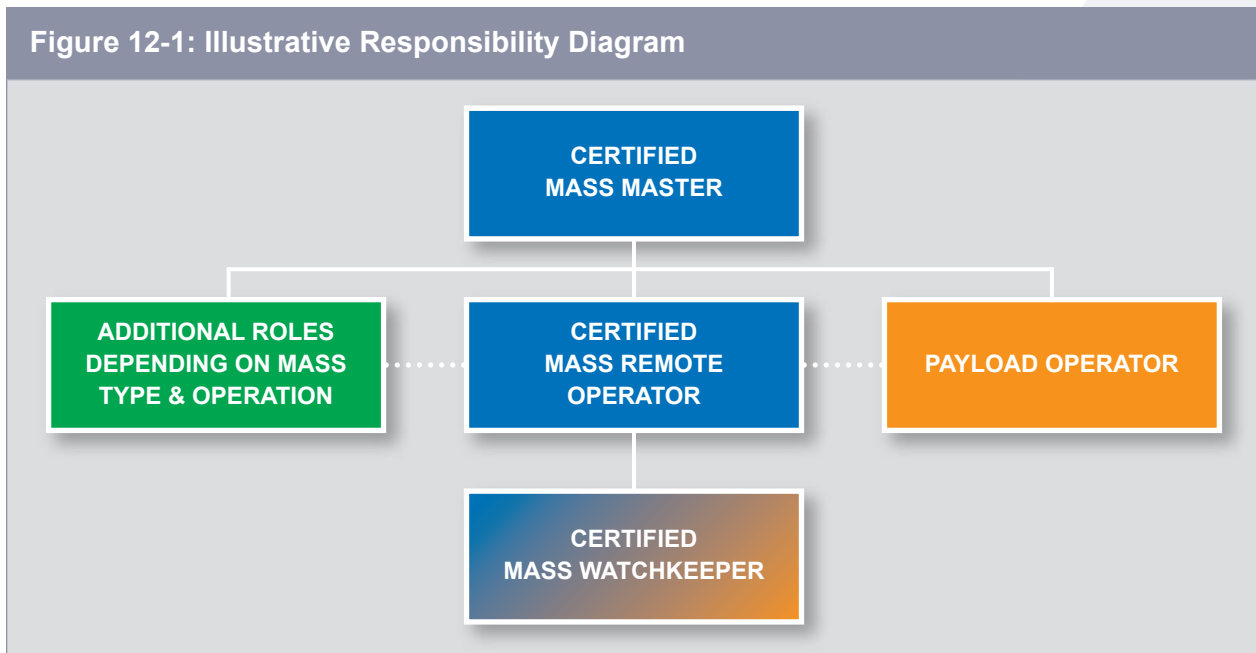 Figure 12-1: Illustrative Responsibility Diagram
CERTIFIED
MASS MASTER
ADDITIONAL ROLES
DEPENDING ON MASS
TYPE & OPERATION
CERTIFIED
MASS REMOTE
OPERATOR
PAYLOAD OPERATOR
CERTIFIED
MASS WATCHKEEPER